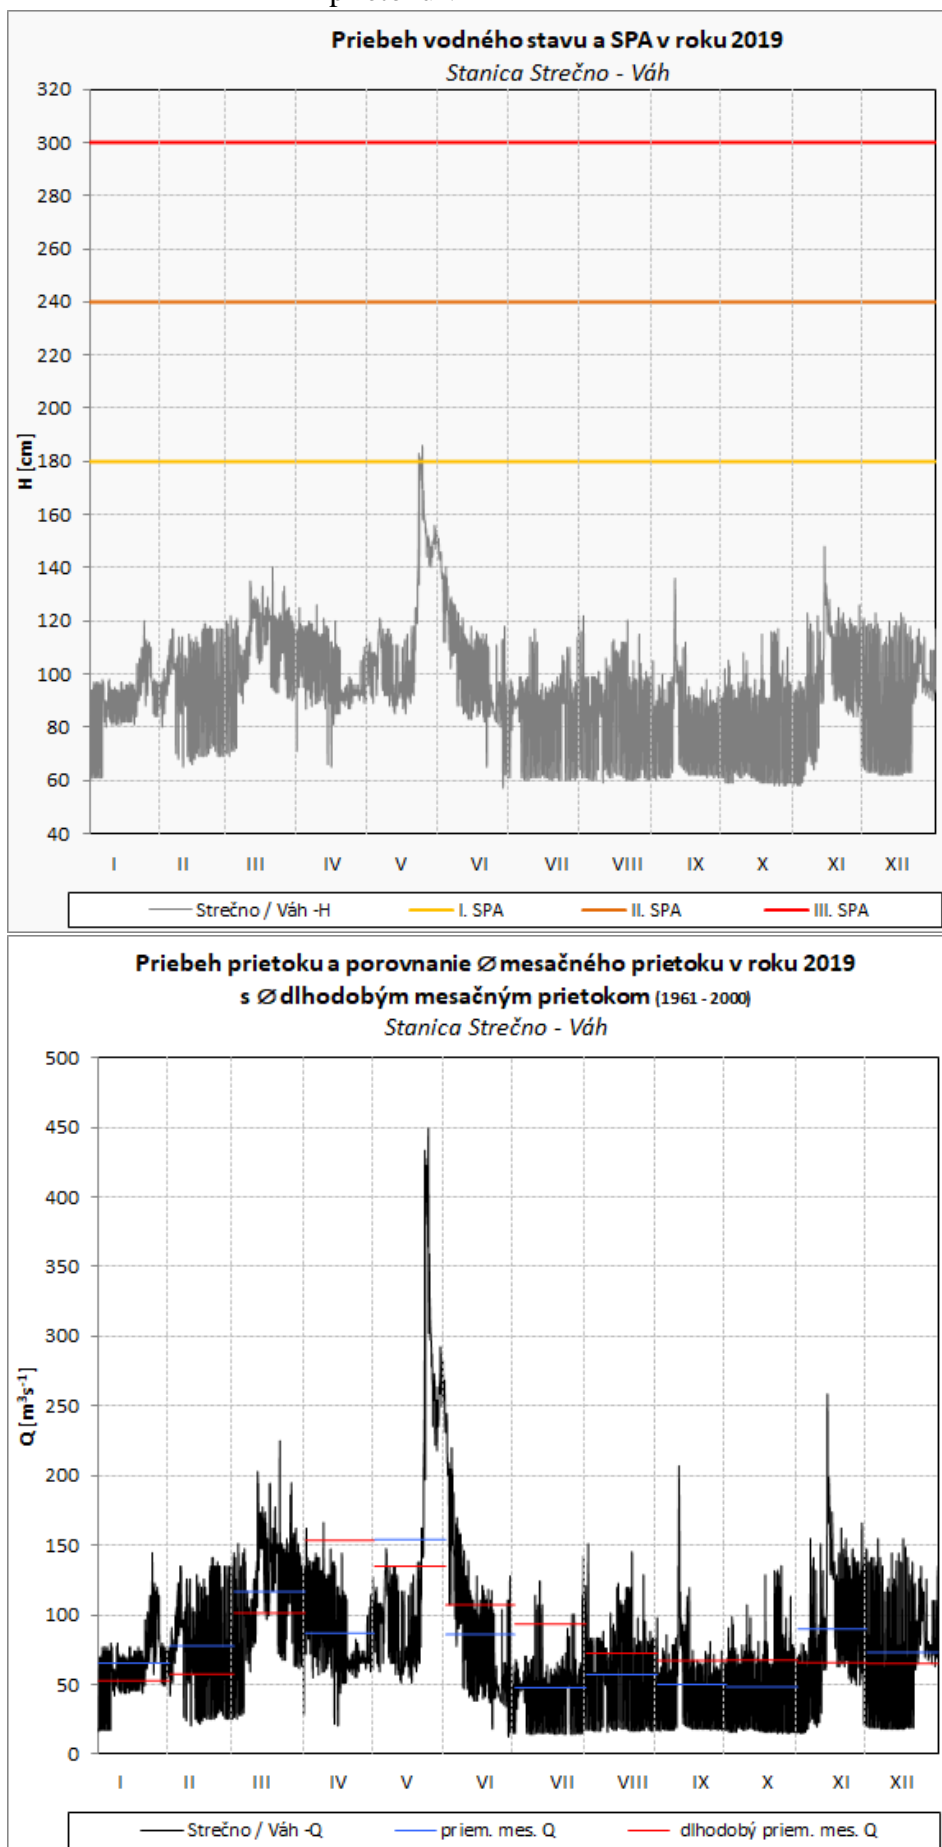 Priebeh vodného stavu a SPA v roku 2019
Stanica Strečno - Váh
320
300
280
260
240
220
200
180
160
140
120
100
80
60
40
H [cm]
I II III IV V VI VII VIII IX X XI XII
Strečno / Váh -H I. SPA II. SPA III. SPA
Priebeh prietoku a porovnanie Ø mesačného prietoku v roku 2019
s Ø dlhodobým mesačným prietokom (1961 - 2000)
Stanica Strečno - Váh
500
450
400
350
300
250
200
150
100
50
0
Q [m³s⁻¹]
I II III IV V VI VII VIII IX X XI XII
Strečno / Váh -Q priem. mes. Q dlhodobý priem. mes. Q